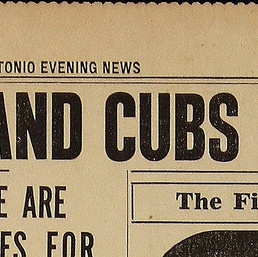 TONIO EVENING NEWS
AND CUBS
E ARE
ES FOR
The Fi